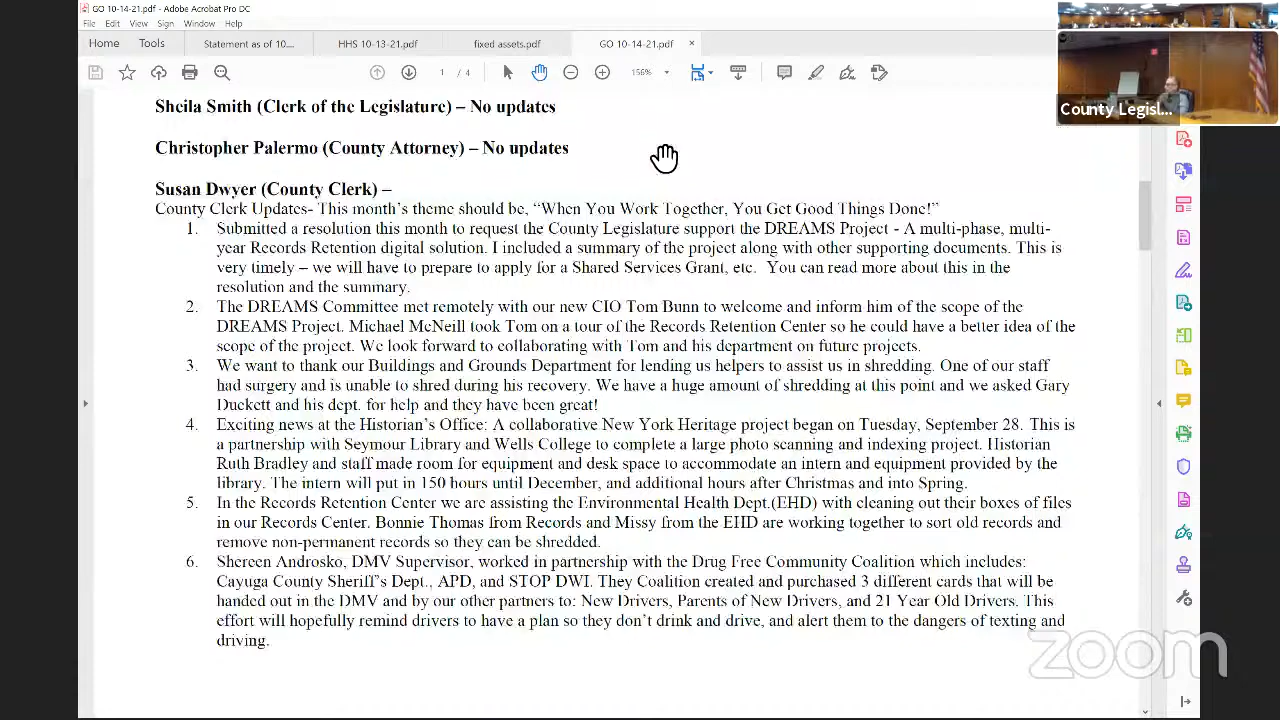 GO 10-14-21.pdf - Adobe Acrobat Pro DC
File Edit View Sign Window Help
Home Tools Statement as of 10.... HHS 10-13-21.pdf fixed assets.pdf GO 10-14-21.pdf ×
1 / 4 156%
County Legisl...
Sheila Smith (Clerk of the Legislature) – No updates
Christopher Palermo (County Attorney) – No updates
Susan Dwyer (County Clerk) –
County Clerk Updates- This month's theme should be, “When You Work Together, You Get Good Things Done!”
1. Submitted a resolution this month to request the County Legislature support the DREAMS Project - A multi-phase, multi-
year Records Retention digital solution. I included a summary of the project along with other supporting documents. This is
very timely – we will have to prepare to apply for a Shared Services Grant, etc. You can read more about this in the
resolution and the summary.
2. The DREAMS Committee met remotely with our new CIO Tom Bunn to welcome and inform him of the scope of the
DREAMS Project. Michael McNeill took Tom on a tour of the Records Retention Center so he could have a better idea of the
scope of the project. We look forward to collaborating with Tom and his department on future projects.
3. We want to thank our Buildings and Grounds Department for lending us helpers to assist us in shredding. One of our staff
had surgery and is unable to shred during his recovery. We have a huge amount of shredding at this point and we asked Gary
Duckett and his dept. for help and they have been great!
4. Exciting news at the Historian's Office: A collaborative New York Heritage project began on Tuesday, September 28. This is
a partnership with Seymour Library and Wells College to complete a large photo scanning and indexing project. Historian
Ruth Bradley and staff made room for equipment and desk space to accommodate an intern and equipment provided by the
library. The intern will put in 150 hours until December, and additional hours after Christmas and into Spring.
5. In the Records Retention Center we are assisting the Environmental Health Dept.(EHD) with cleaning out their boxes of files
in our Records Center. Bonnie Thomas from Records and Missy from the EHD are working together to sort old records and
remove non-permanent records so they can be shredded.
6. Shereen Androsko, DMV Supervisor, worked in partnership with the Drug Free Community Coalition which includes:
Cayuga County Sheriff's Dept., APD, and STOP DWI. They Coalition created and purchased 3 different cards that will be
handed out in the DMV and by our other partners to: New Drivers, Parents of New Drivers, and 21 Year Old Drivers. This
effort will hopefully remind drivers to have a plan so they don't drink and drive, and alert them to the dangers of texting and
driving.
zoom